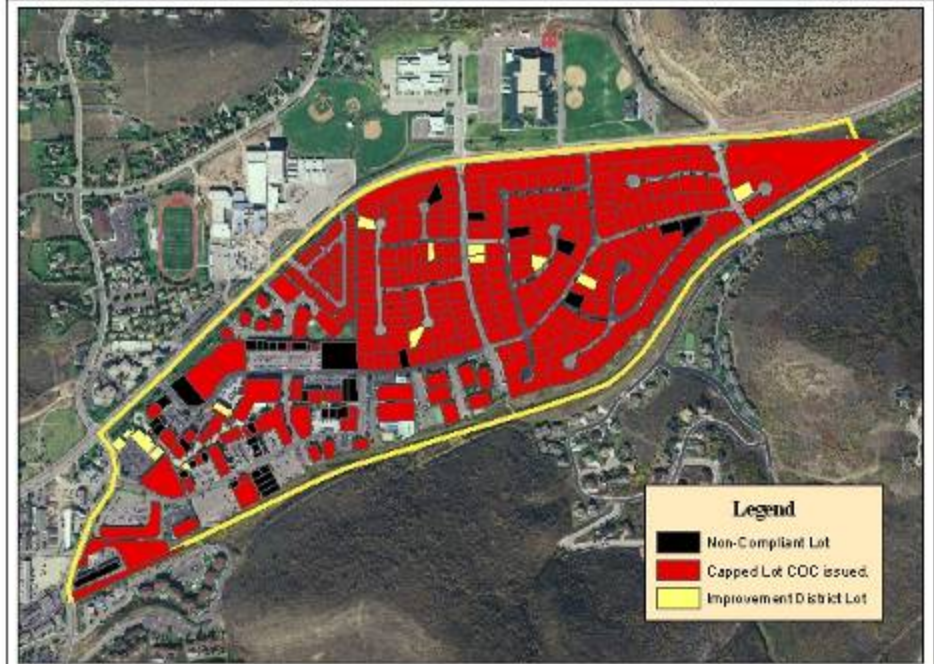 Legend
Non-Compliant Lot
Capped Lot COC issued.
Improvement District Lot